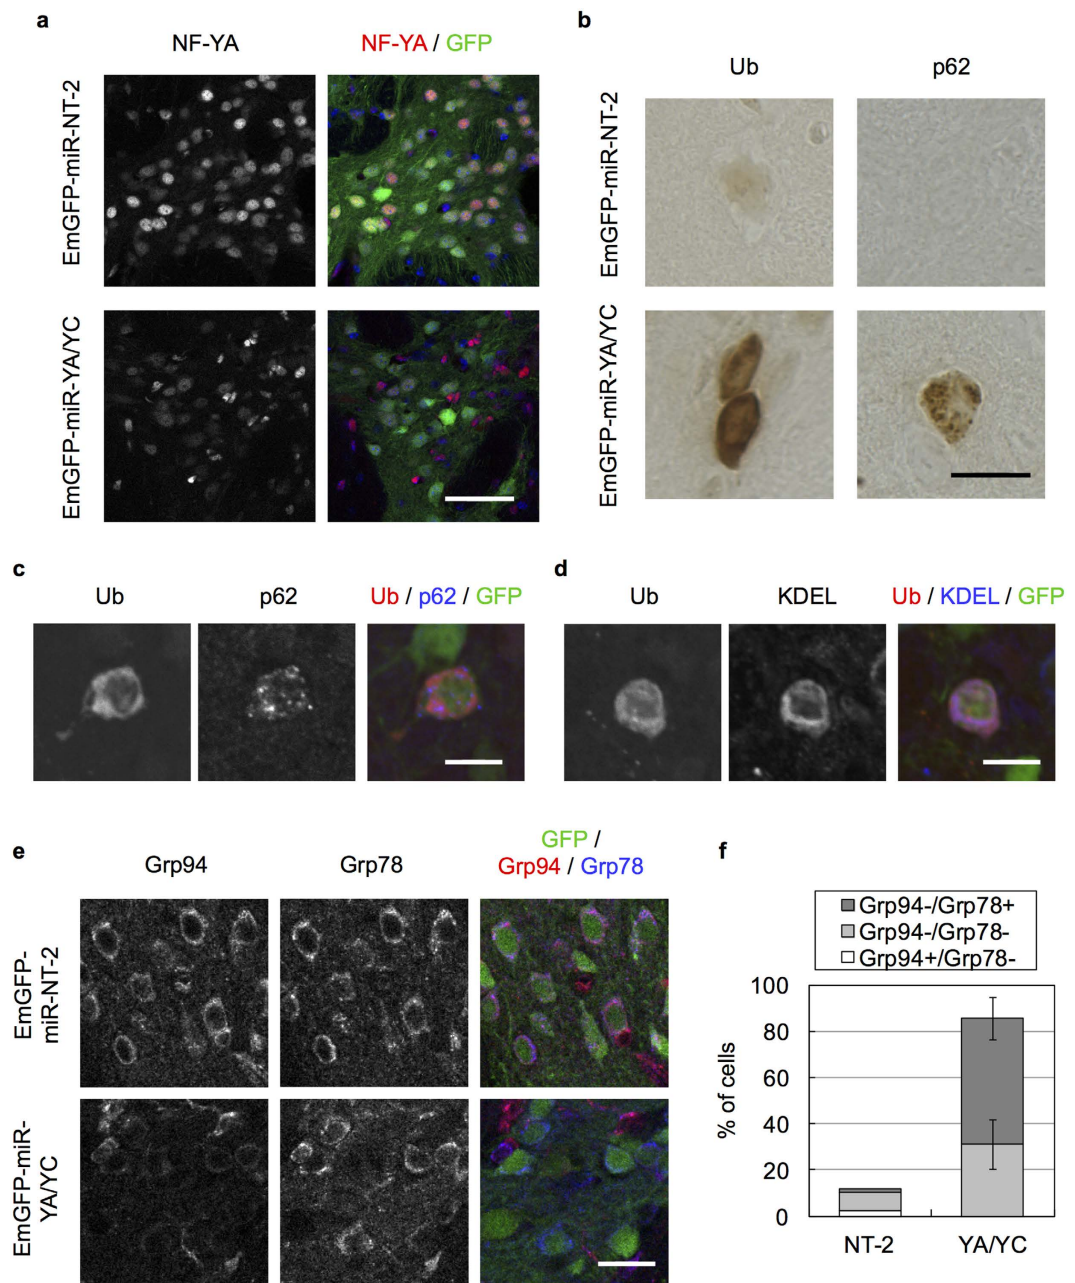 a
NF-YA
NF-YA / GFP
EmGFP-miR-NT-2
EmGFP-miR-YA/YC
b
Ub
p62
EmGFP-miR-NT-2
EmGFP-miR-YA/YC
c
Ub
p62
Ub / p62 / GFP
d
Ub
KDEL
Ub / KDEL / GFP
e
Grp94
Grp78
GFP /
Grp94 / Grp78
EmGFP-
miR-NT-2
EmGFP-miR-
YA/YC
f
Grp94-/Grp78+
Grp94-/Grp78-
Grp94+/Grp78-
% of cells
100
80
60
40
20
0
NT-2
YA/YC